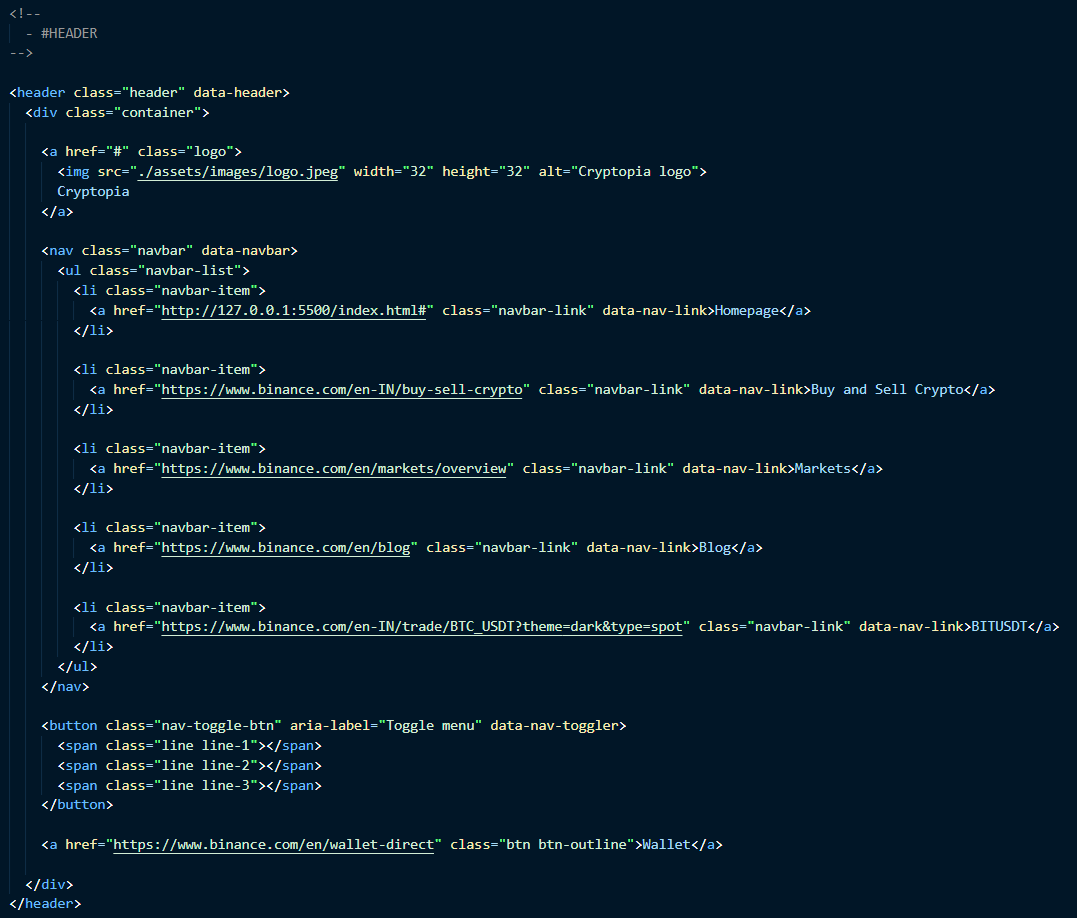 <!--
  - #HEADER
-->

<header class="header" data-header>
  <div class="container">

    <a href="#" class="logo">
      <img src="./assets/images/logo.jpeg" width="32" height="32" alt="Cryptopia logo">
      Cryptopia
    </a>

    <nav class="navbar" data-navbar>
      <ul class="navbar-list">
        <li class="navbar-item">
          <a href="http://127.0.0.1:5500/index.html#" class="navbar-link" data-nav-link>Homepage</a>
        </li>

        <li class="navbar-item">
          <a href="https://www.binance.com/en-IN/buy-sell-crypto" class="navbar-link" data-nav-link>Buy and Sell Crypto</a>
        </li>

        <li class="navbar-item">
          <a href="https://www.binance.com/en/markets/overview" class="navbar-link" data-nav-link>Markets</a>
        </li>

        <li class="navbar-item">
          <a href="https://www.binance.com/en/blog" class="navbar-link" data-nav-link>Blog</a>
        </li>

        <li class="navbar-item">
          <a href="https://www.binance.com/en-IN/trade/BTC_USDT?theme=dark&type=spot" class="navbar-link" data-nav-link>BITUSDT</a>
        </li>
      </ul>
    </nav>

    <button class="nav-toggle-btn" aria-label="Toggle menu" data-nav-toggler>
      <span class="line line-1"></span>
      <span class="line line-2"></span>
      <span class="line line-3"></span>
    </button>

    <a href="https://www.binance.com/en/wallet-direct" class="btn btn-outline">Wallet</a>

  </div>
</header>